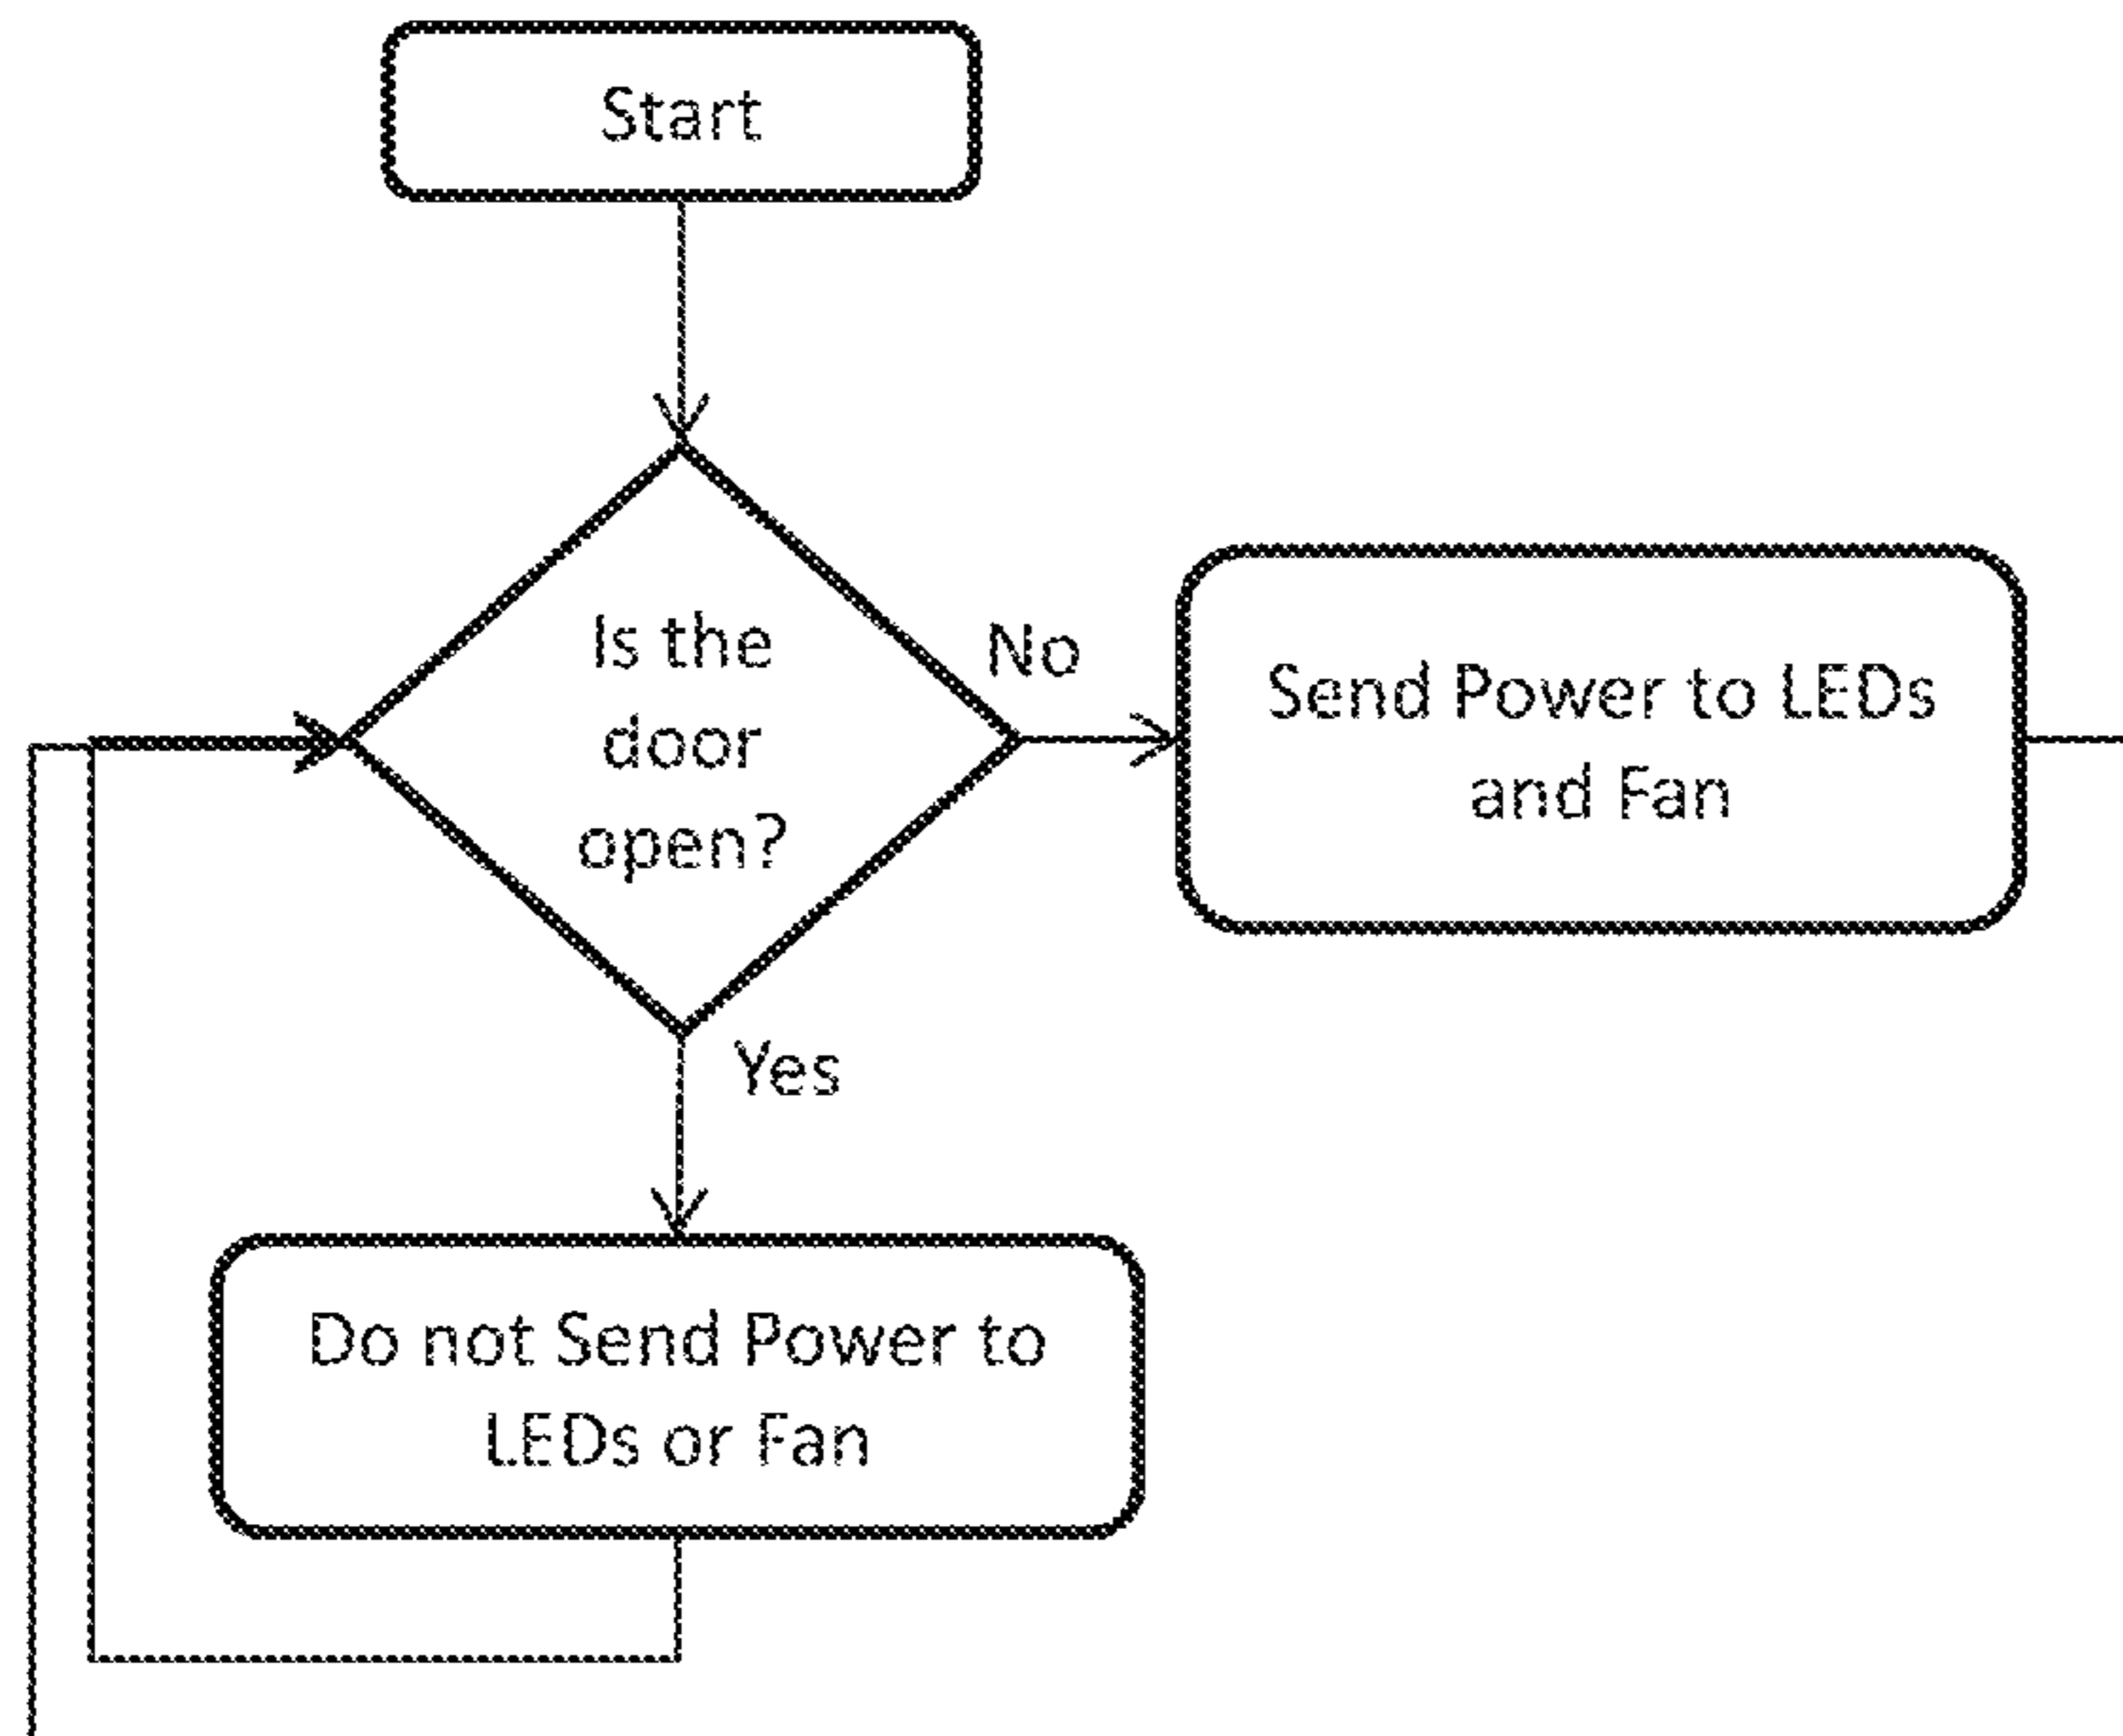 Start
Is the
door
open?
No
Send Power to LEDs
and Fan
Yes
Do not Send Power to
LEDs or Fan